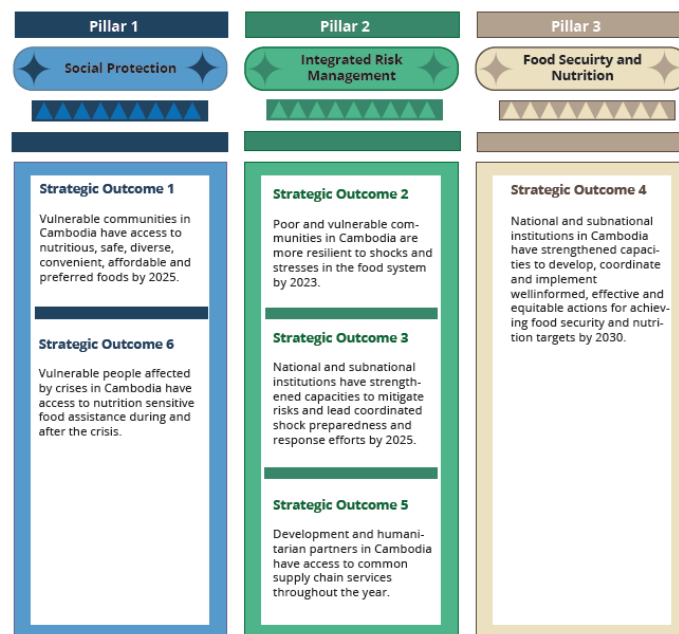 Pillar 1
Social Protection
Strategic Outcome 1
Vulnerable communities in
Cambodia have access to
nutritious, safe, diverse,
convenient, affordable and
preferred foods by 2025.
Strategic Outcome 6
Vulnerable people affected
by crises in Cambodia have
access to nutrition sensitive
food assistance during and
after the crisis.
Pillar 2
Integrated Risk
Management
Strategic Outcome 2
Poor and vulnerable com-
munities in Cambodia are
more resilient to shocks and
stresses in the food system
by 2023.
Strategic Outcome 3
National and subnational
institutions have strength-
ened capacities to mitigate
risks and lead coordinated
shock preparedness and
response efforts by 2025.
Strategic Outcome 5
Development and humani-
tarian partners in Cambodia
have access to common
supply chain services
throughout the year.
Pillar 3
Food Secuirty and
Nutrition
Strategic Outcome 4
National and subnational
institutions in Cambodia
have strengthened capaci-
ties to develop, coordinate
and implement
wellinformed, effective and
equitable actions for achiev-
ing food security and nutri-
tion targets by 2030.